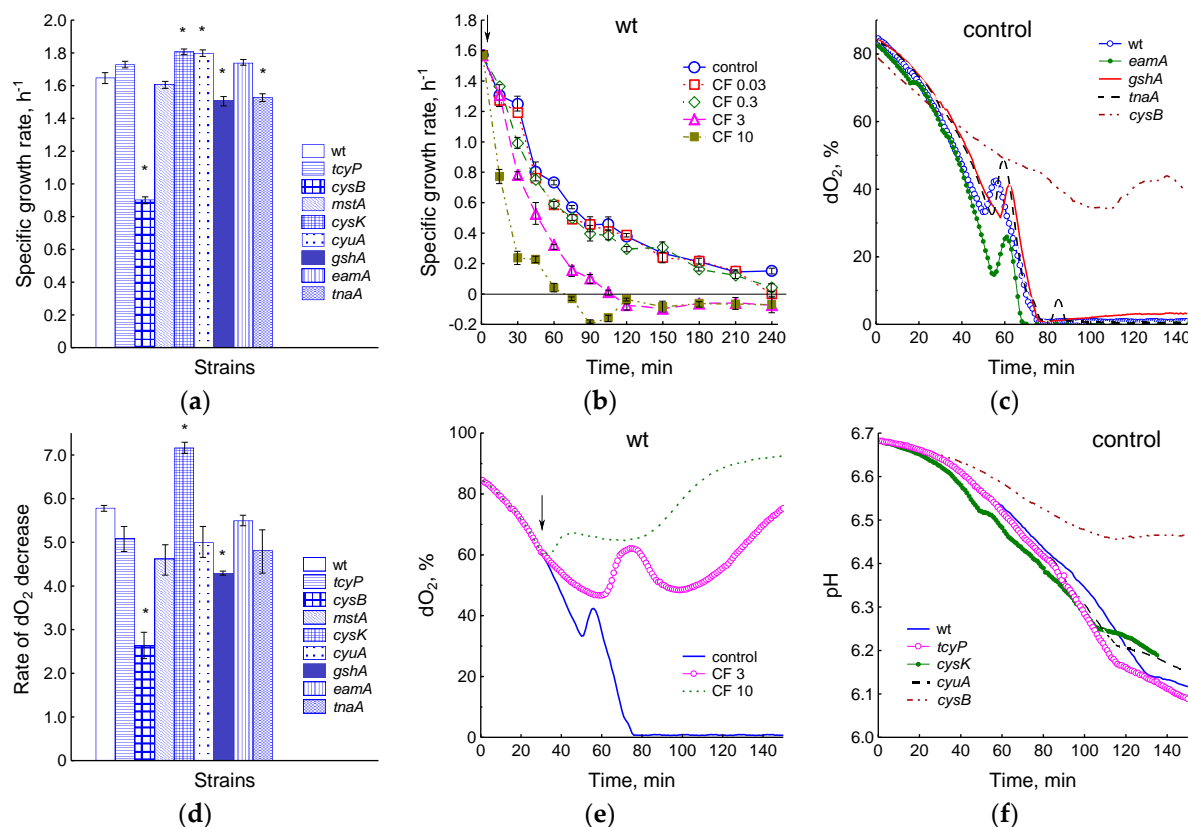 Specific growth rate, h-1
2.0
1.8
1.6
1.4
1.2
1.0
0.8
0.6
0.4
0.2
0
* * * * * *
wt
tcyP
cysB
mstA
cysK
cyuA
gshA
eamA
tnaA
Strains
(a)
wt
Specific growth rate, h-1
1.8
1.6
1.4
1.2
1.0
0.8
0.6
0.4
0.2
0
-0.2
control
CF 0.03
CF 0.3
CF 3
CF 10
0 30 60 90 120 150 180 210 240
Time, min
(b)
control
dO2, %
80
60
40
20
0
wt
eamA
gshA
tnaA
cysB
0 20 40 60 80 100 120 140
Time, min
(c)
Rate of dO2 decrease
7.0
6.0
5.0
4.0
3.0
2.0
1.0
0.0
* * *
wt
tcyP
cysB
mstA
cysK
cyuA
gshA
eamA
tnaA
Strains
(d)
wt
dO2, %
100
80
60
40
20
0
control
CF 3
CF 10
0 20 40 60 80 100 120 140
Time, min
(e)
control
pH
6.7
6.6
6.5
6.4
6.3
6.2
6.1
6.0
wt
tcyP
cysK
cyuA
cysB
0 20 40 60 80 100 120 140
Time, min
(f)